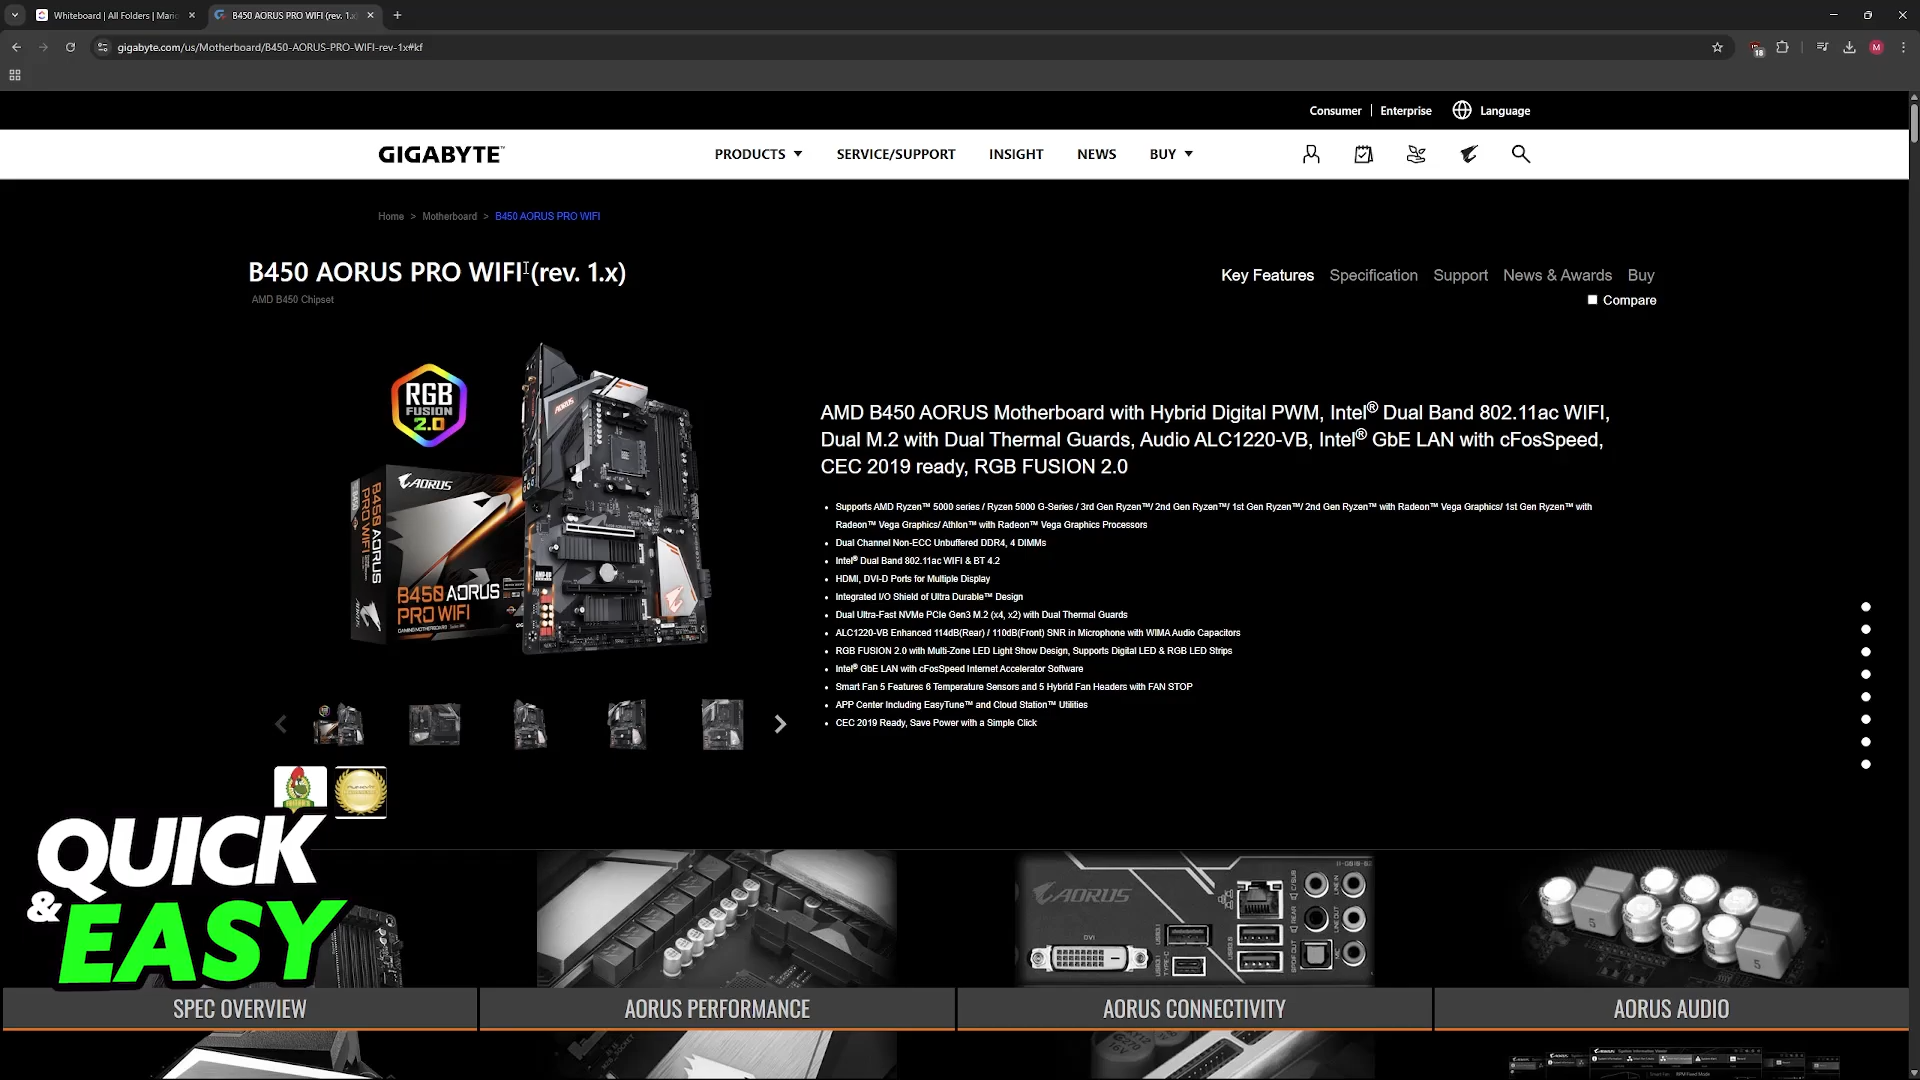 Whiteboard | All Folders | Mario
B450 AORUS PRO WIFI (rev. 1.x)
gigabyte.com/us/Motherboard/B450-AORUS-PRO-WIFI-rev-1x#kf
18
M
Consumer | Enterprise Language
GIGABYTE™
PRODUCTS SERVICE/SUPPORT INSIGHT NEWS BUY
Home > Motherboard > B450 AORUS PRO WIFI
B450 AORUS PRO WIFI (rev. 1.x)
AMD B450 Chipset
Key Features Specification Support News & Awards Buy
Compare
RGB
FUSION
2.0
AORUS
B450 AORUS
PRO WIFI
B450 AORUS
PRO WIFI
AMD B450 AORUS Motherboard with Hybrid Digital PWM, Intel® Dual Band 802.11ac WIFI,
Dual M.2 with Dual Thermal Guards, Audio ALC1220-VB, Intel® GbE LAN with cFosSpeed,
CEC 2019 ready, RGB FUSION 2.0
Supports AMD Ryzen™ 5000 series / Ryzen 5000 G-Series / 3rd Gen Ryzen™/ 2nd Gen Ryzen™/ 1st Gen Ryzen™/ 2nd Gen Ryzen™ with Radeon™ Vega Graphics/ 1st Gen Ryzen™ with
Radeon™ Vega Graphics/ Athlon™ with Radeon™ Vega Graphics Processors
Dual Channel Non-ECC Unbuffered DDR4, 4 DIMMs
Intel® Dual Band 802.11ac WIFI & BT 4.2
HDMI, DVI-D Ports for Multiple Display
Integrated I/O Shield of Ultra Durable™ Design
Dual Ultra-Fast NVMe PCIe Gen3 M.2 (x4, x2) with Dual Thermal Guards
ALC1220-VB Enhanced 114dB(Rear) / 110dB(Front) SNR in Microphone with WIMA Audio Capacitors
RGB FUSION 2.0 with Multi-Zone LED Light Show Design, Supports Digital LED & RGB LED Strips
Intel® GbE LAN with cFosSpeed Internet Accelerator Software
Smart Fan 5 Features 6 Temperature Sensors and 5 Hybrid Fan Headers with FAN STOP
APP Center Including EasyTune™ and Cloud Station™ Utilities
CEC 2019 Ready, Save Power with a Simple Click
QUICK
& EASY
AORUS
DVI
SPEC OVERVIEW
AORUS PERFORMANCE
AORUS CONNECTIVITY
AORUS AUDIO